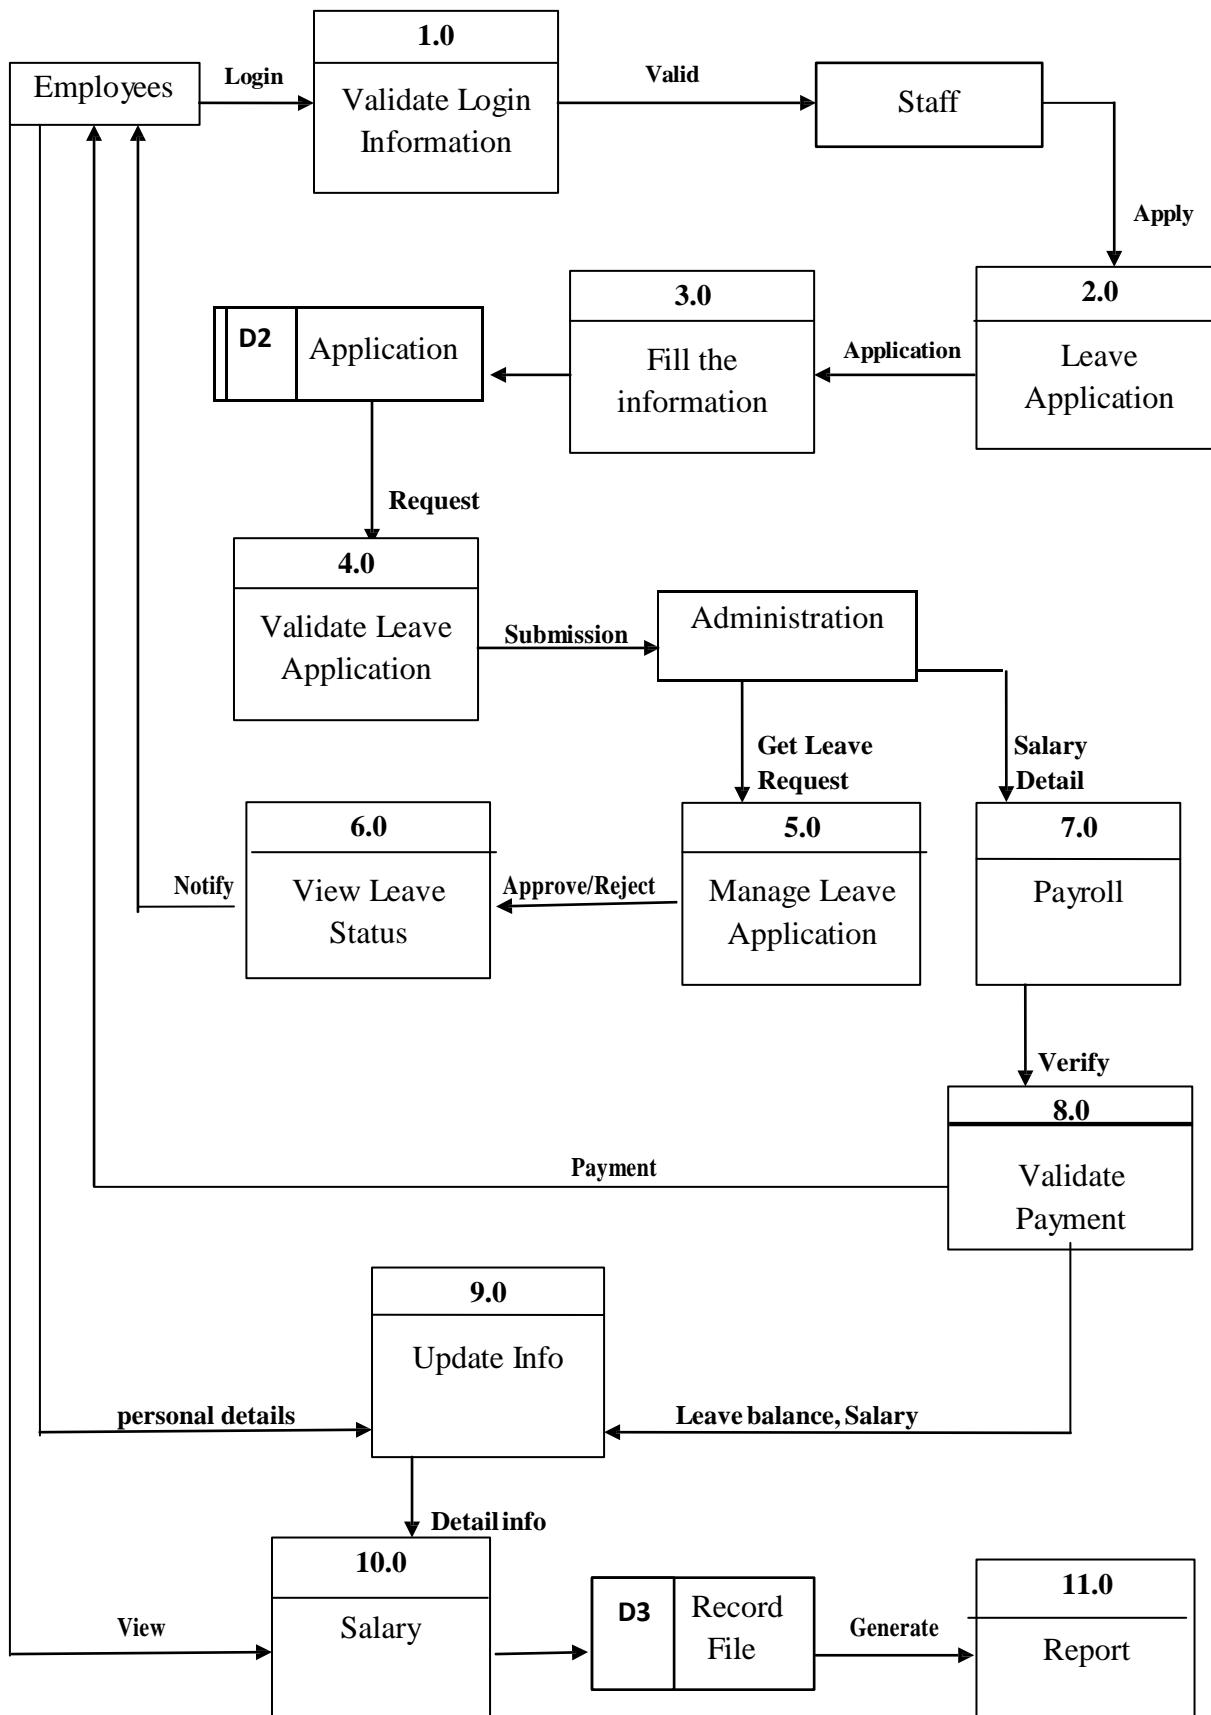 1.0
Employees
Login
Validate Login
Information
Valid
Staff
Apply
D2
Application
3.0
Fill the
information
Application
2.0
Leave
Application
Request
4.0
Validate Leave
Application
Submission
Administration
Get Leave
Request
Salary
Detail
6.0
View Leave
Status
Notify
Approve/Reject
5.0
Manage Leave
Application
7.0
Payroll
Verify
8.0
Validate
Payment
Payment
9.0
Update Info
personal details
Leave balance, Salary
Detail info
10.0
Salary
View
D3
Record
File
Generate
11.0
Report